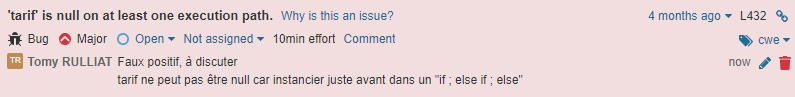 'tarif' is null on at least one execution path. Why is this an issue? 4 months ago L432
Bug Major Open Not assigned 10min effort Comment cwe
TR Tomy RULLIAT Faux positif, à discuter now
tarif ne peut pas être null car instancier juste avant dans un "if ; else if ; else"